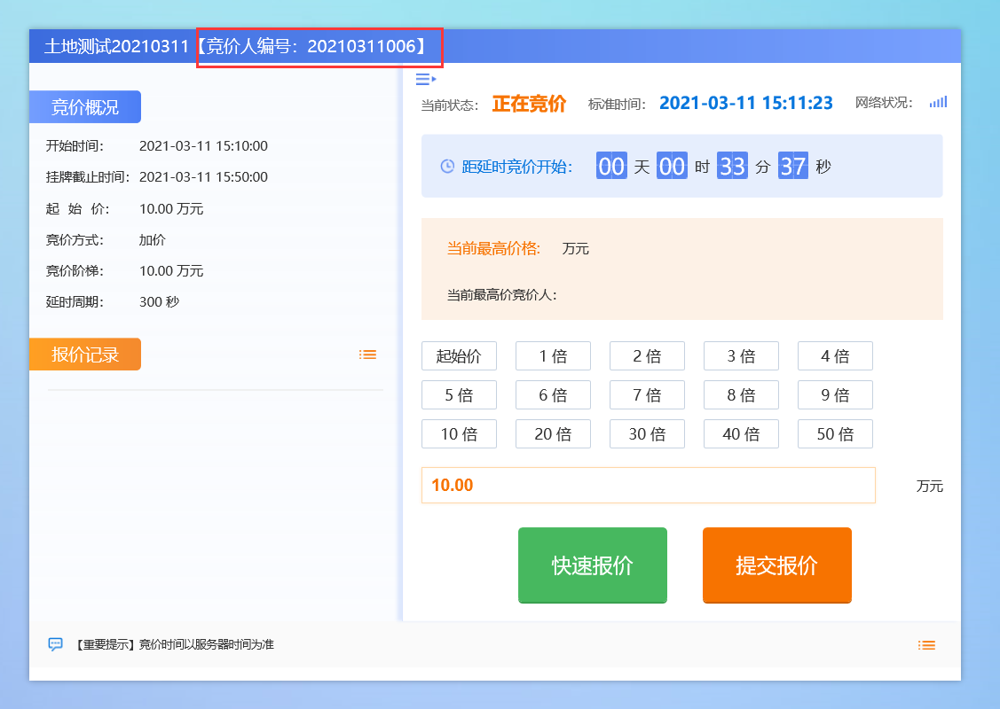 土地测试20210311【竞价人编号：20210311006】
竞价概况
开始时间： 2021-03-11 15:10:00
挂牌截止时间： 2021-03-11 15:50:00
起 始 价： 10.00 万元
竞价方式： 加价
竞价阶梯： 10.00 万元
延时周期： 300 秒
报价记录
当前状态： 正在竞价 标准时间： 2021-03-11 15:11:23 网络状况：
距延时竞价开始： 00 天 00 时 33 分 37 秒
当前最高价格： 万元
当前最高价竞价人：
起始价 1 倍 2 倍 3 倍 4 倍
5 倍 6 倍 7 倍 8 倍 9 倍
10 倍 20 倍 30 倍 40 倍 50 倍
10.00 万元
快速报价 提交报价
【重要提示】竞价时间以服务器时间为准